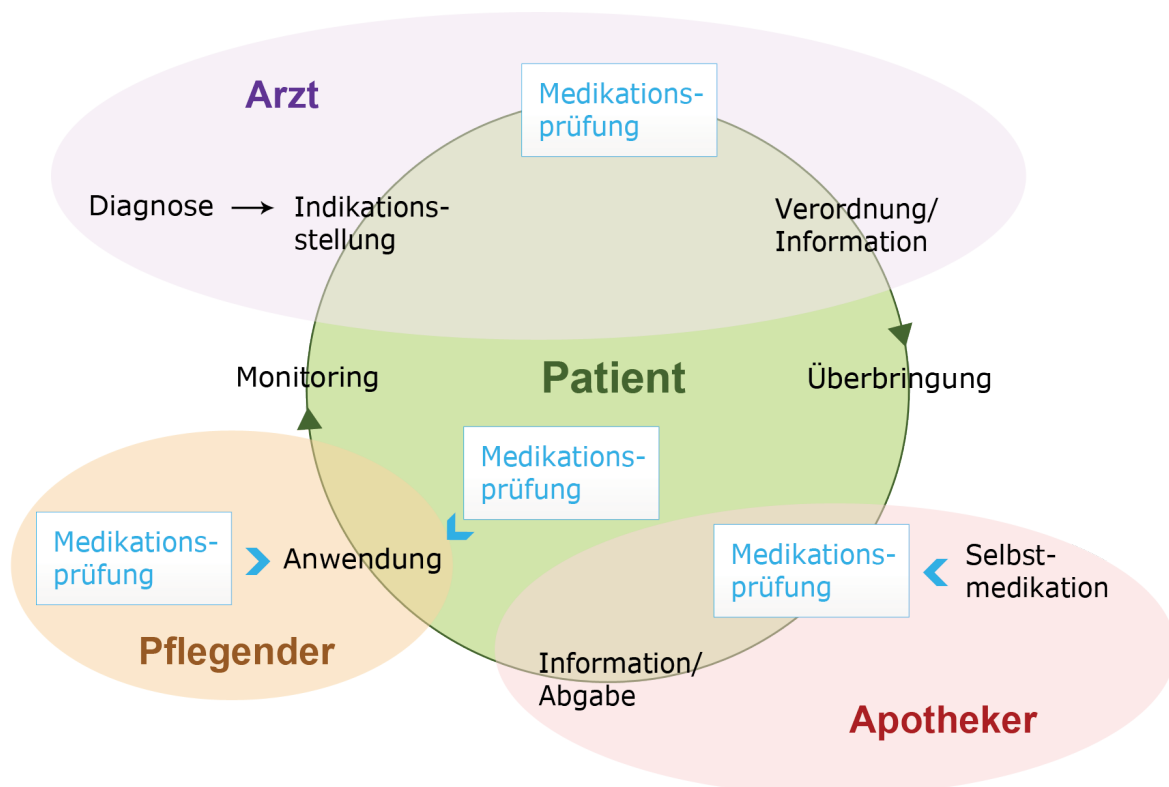 Arzt
Medikations-
prüfung
Diagnose → Indikations-
stellung
Verordnung/
Information
Monitoring
Patient
Überbringung
Medikations-
prüfung
Medikations-
prüfung
Anwendung
Pflegender
Medikations-
prüfung
Selbst-
medikation
Information/
Abgabe
Apotheker